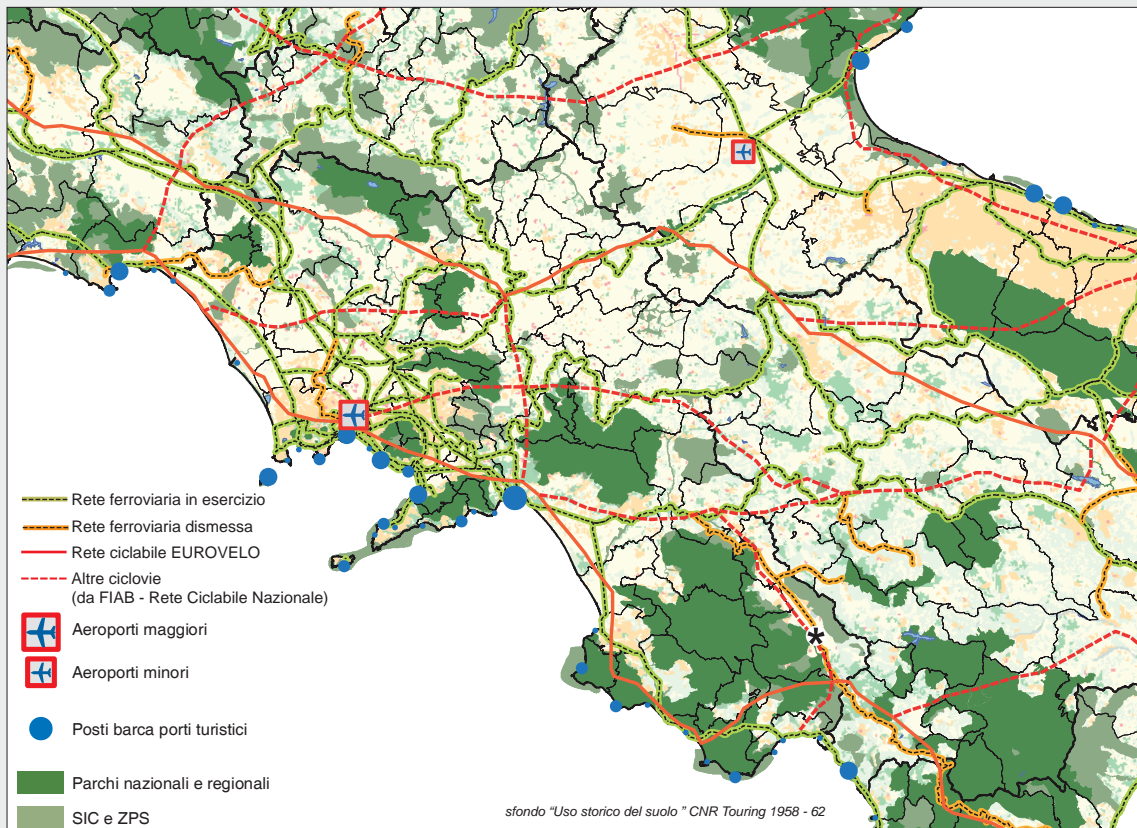 Rete ferroviaria in esercizio
Rete ferroviaria dismessa
Rete ciclabile EUROVELO
Altre ciclovie
(da FIAB - Rete Ciclabile Nazionale)
Aeroporti maggiori
Aeroporti minori
Posti barca porti turistici
Parchi nazionali e regionali
SIC e ZPS
sfondo “Uso storico del suolo ” CNR Touring 1958 - 62
*